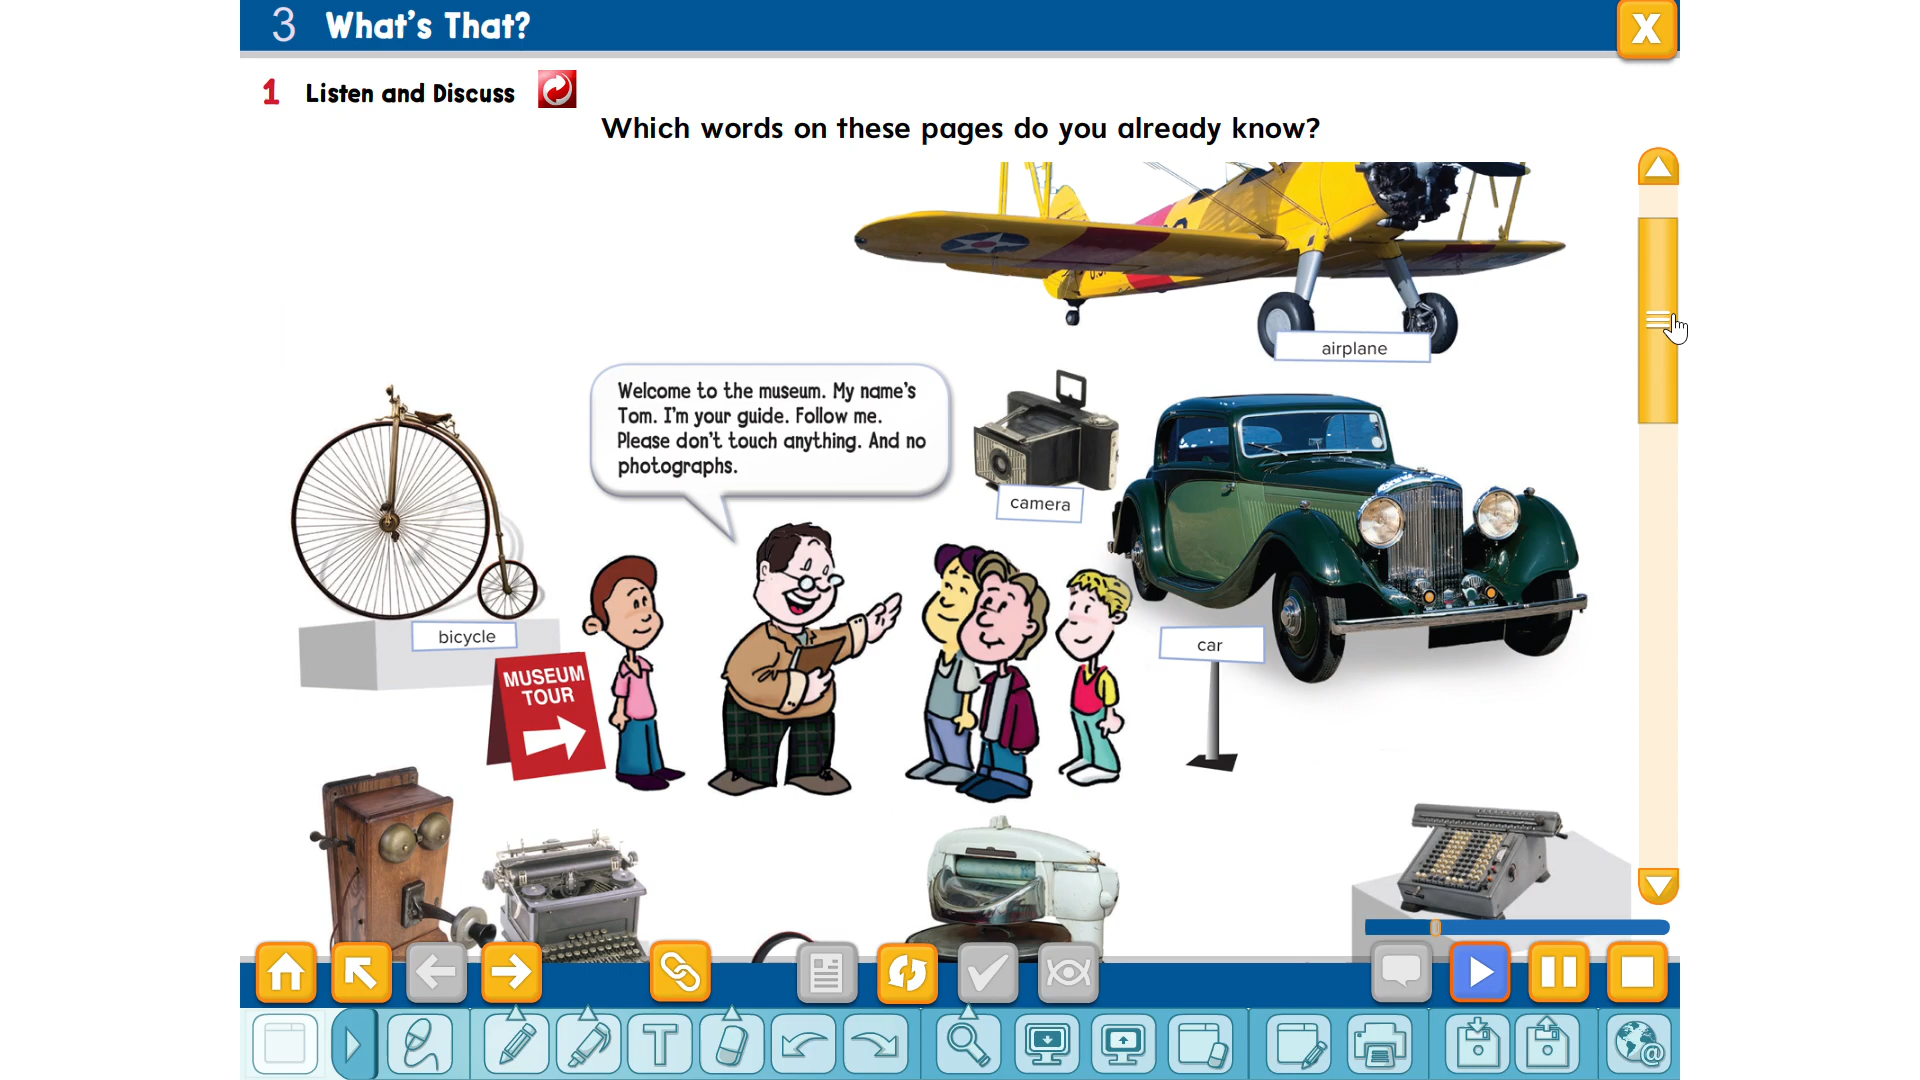 3 What's That?
X
1 Listen and Discuss
Which words on these pages do you already know?
airplane
Welcome to the museum. My name's
Tom. I'm your guide. Follow me.
Please don't touch anything. And no
photographs.
camera
bicycle
car
MUSEUM
TOUR
T
@